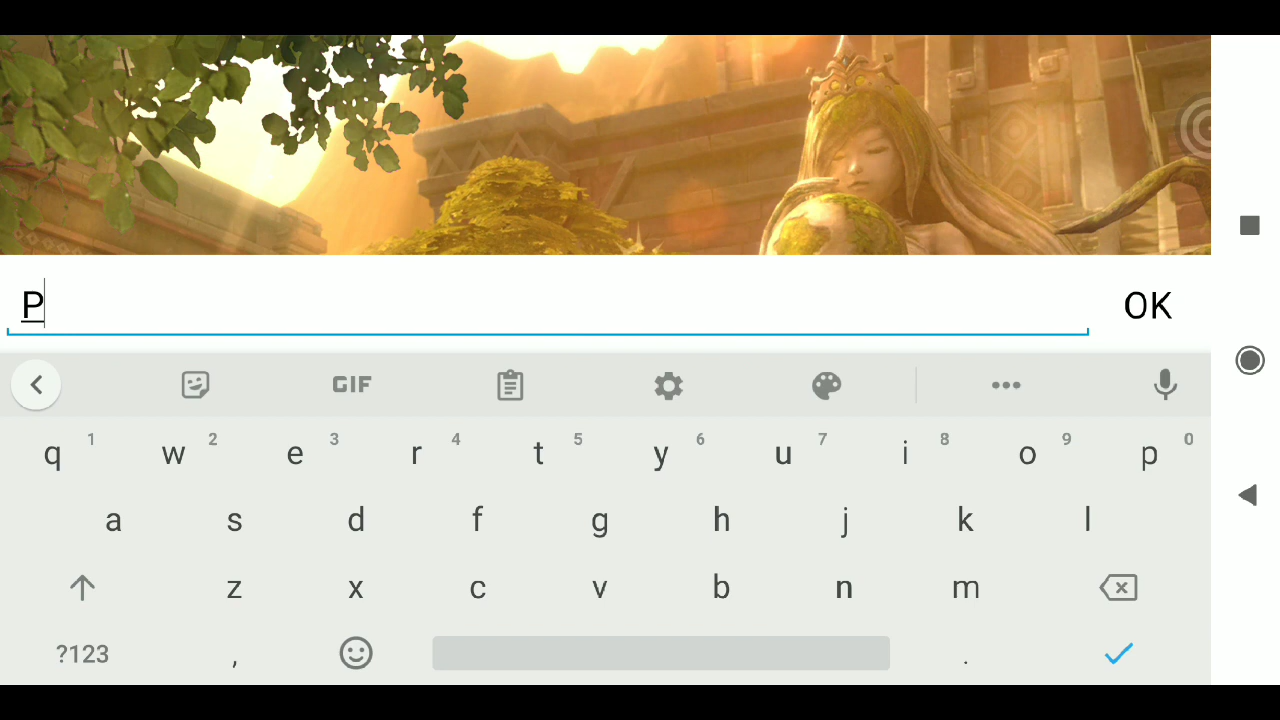 P
OK
GIF
q 1 w 2 e 3 r 4 t 5 y 6 u 7 i 8 o 9 p 0
a s d f g h j k l
z x c v b n m
?123 , .